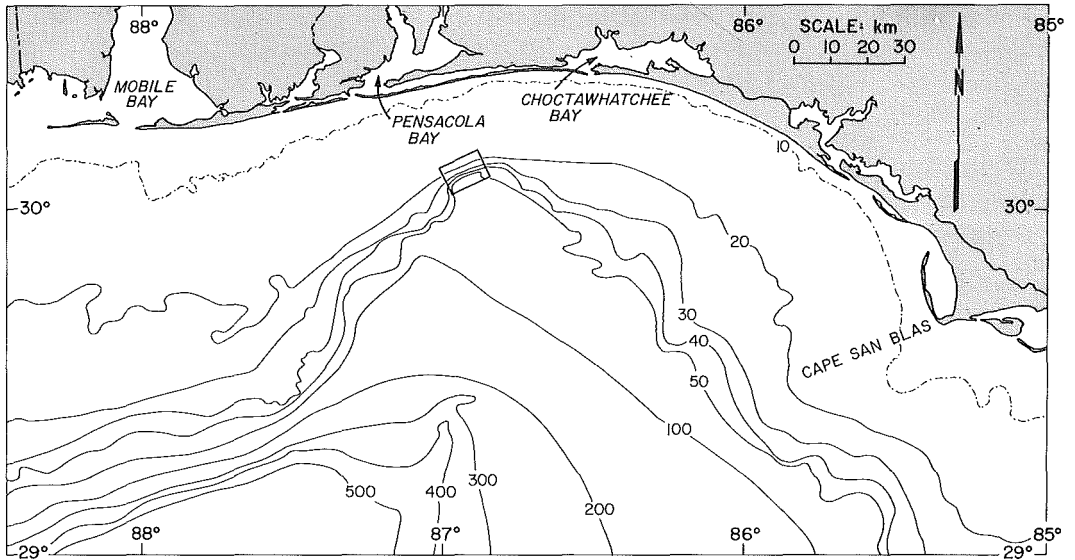 88°
86°
85°
SCALE: km
0 10 20 30
N
MOBILE
BAY
PENSACOLA
BAY
CHOCTAWHATCHEE
BAY
10
30°
30°
20
30
40
50
CAPE SAN BLAS
100
500
400
300
200
88°
87°
86°
85°
29°
29°